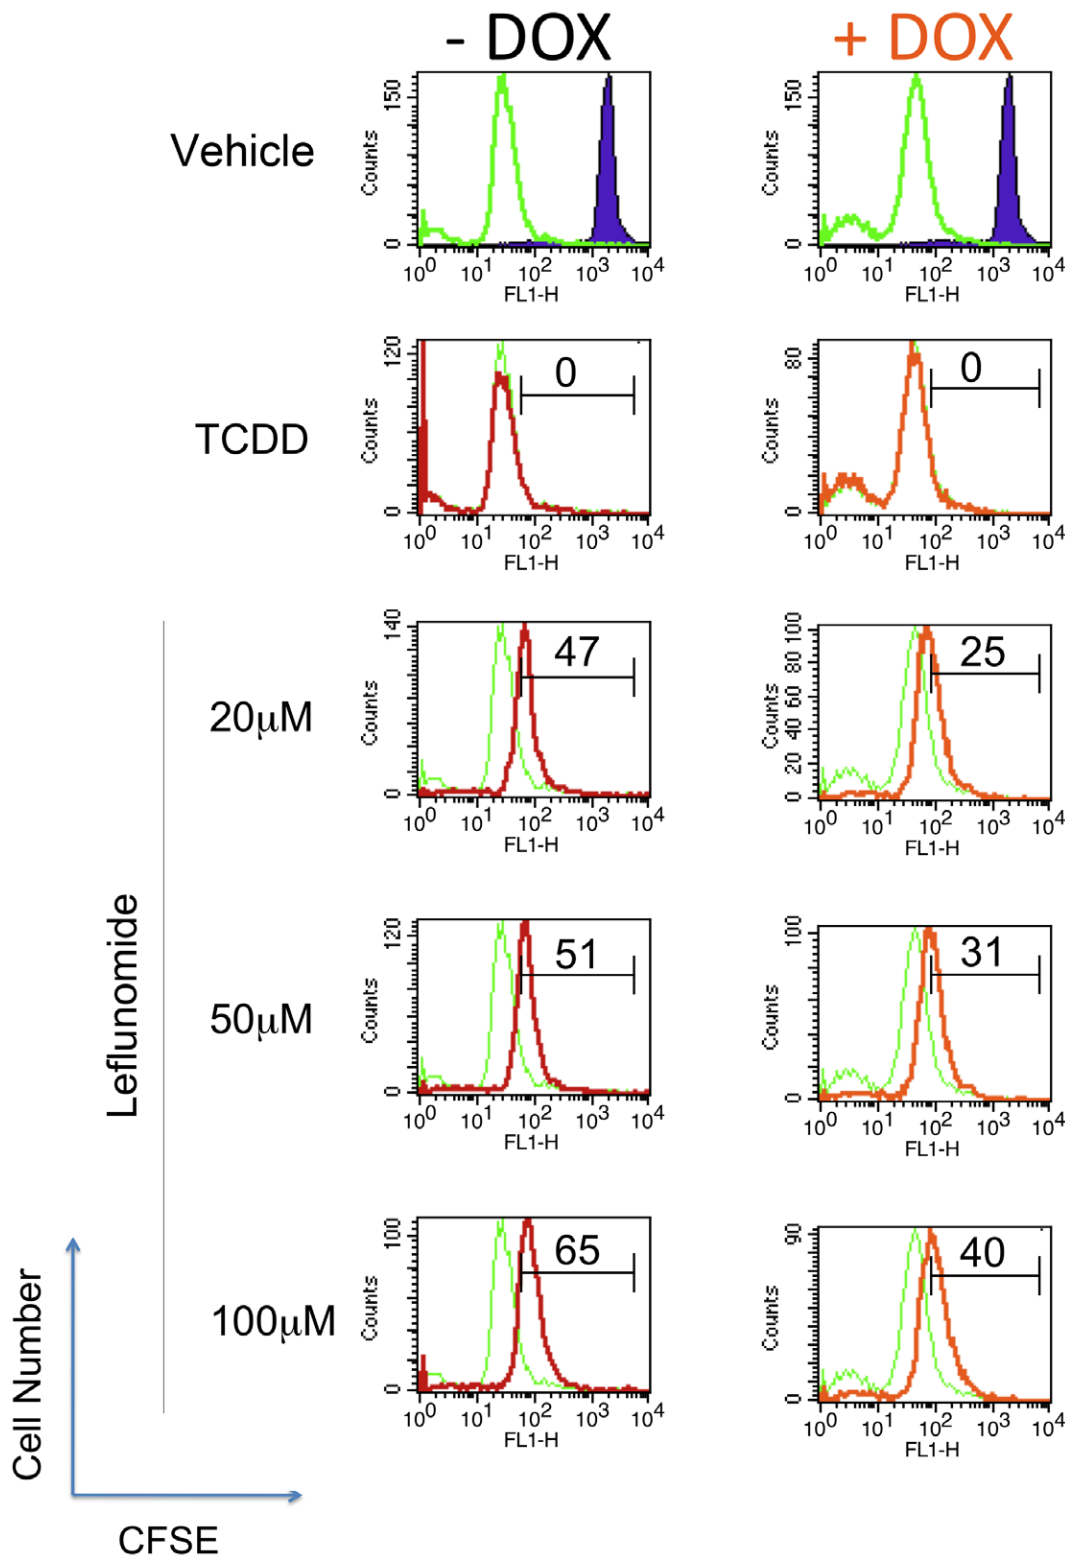 - DOX + DOX
Vehicle
150
Counts
0
10^0 10^1 10^2 10^3 10^4
FL1-H
150
Counts
0
10^0 10^1 10^2 10^3 10^4
FL1-H
TCDD
120
Counts
0
0
10^0 10^1 10^2 10^3 10^4
FL1-H
80
Counts
0
0
10^0 10^1 10^2 10^3 10^4
FL1-H
Leflunomide
20μM
140
Counts
0
47
10^0 10^1 10^2 10^3 10^4
FL1-H
100
80
60
40
20
0
Counts
25
10^0 10^1 10^2 10^3 10^4
FL1-H
50μM
120
Counts
0
51
10^0 10^1 10^2 10^3 10^4
FL1-H
100
Counts
0
31
10^0 10^1 10^2 10^3 10^4
FL1-H
100μM
100
Counts
0
65
10^0 10^1 10^2 10^3 10^4
FL1-H
90
Counts
0
40
10^0 10^1 10^2 10^3 10^4
FL1-H
Cell Number
CFSE